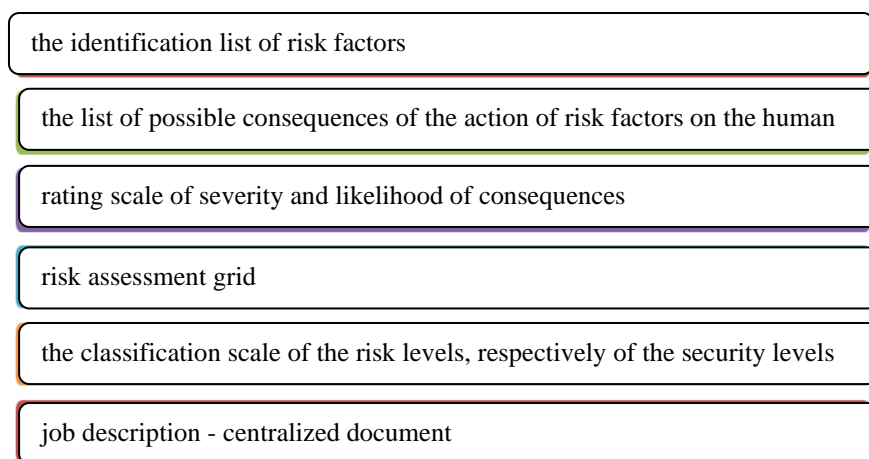 the identification list of risk factors
the list of possible consequences of the action of risk factors on the human
rating scale of severity and likelihood of consequences
risk assessment grid
the classification scale of the risk levels, respectively of the security levels
job description - centralized document